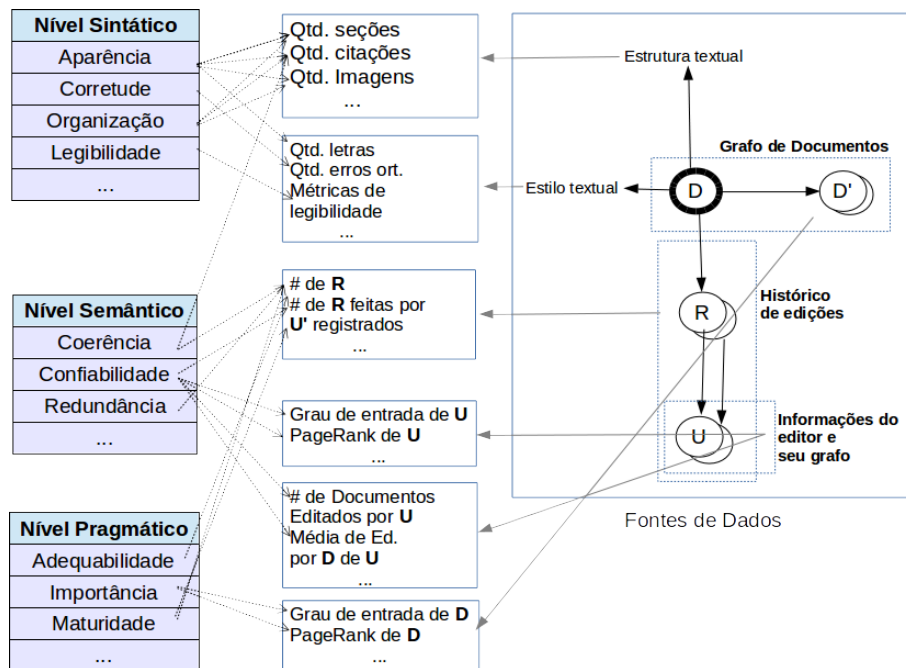 Nível Sintático
Aparência
Corretude
Organização
Legibilidade
...
Nível Semântico
Coerência
Confiabilidade
Redundância
...
Nível Pragmático
Adequabilidade
Importância
Maturidade
...
Qtd. seções
Qtd. citações
Qtd. Imagens
...
Qtd. letras
Qtd. erros ort.
Métricas de
legibilidade
...
# de R
# de R feitas por
U' registrados
...
Grau de entrada de U
PageRank de U
...
# de Documentos
Editados por U
Média de Ed.
por D de U
...
Grau de entrada de D
PageRank de D
...
Estrutura textual
Grafo de Documentos
Estilo textual
D
D'
R
Histórico
de edições
U
Informações do
editor e
seu grafo
Fontes de Dados